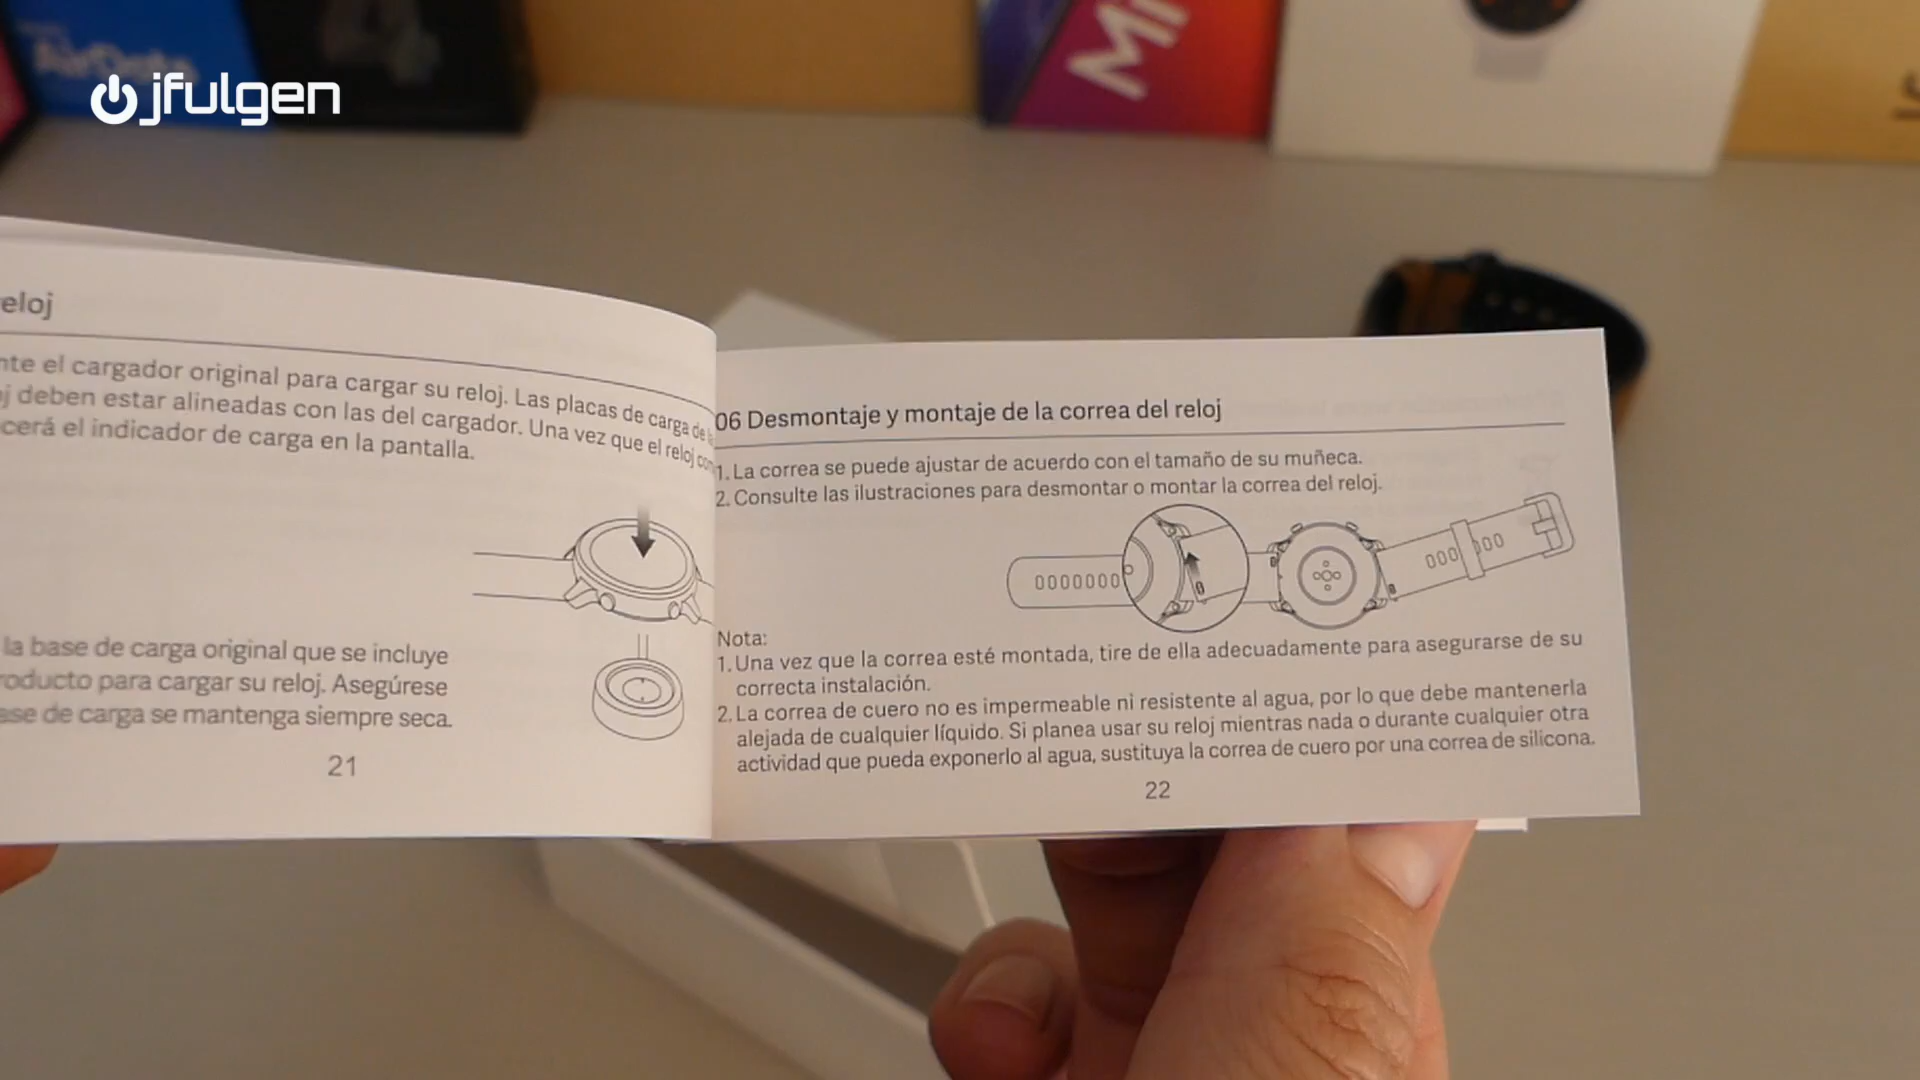 jfulgen
Mi
eloj
el cargador original para cargar su reloj. Las placas de carga de
deben estar alineadas con las del cargador. Una vez que el reloj
cerá el indicador de carga en la pantalla.
la base de carga original que se incluye
roducto para cargar su reloj. Asegúrese
ase de carga se mantenga siempre seca.
21
06 Desmontaje y montaje de la correa del reloj
1. La correa se puede ajustar de acuerdo con el tamaño de su muñeca.
2. Consulte las ilustraciones para desmontar o montar la correa del reloj.
Nota:
1. Una vez que la correa esté montada, tire de ella adecuadamente para asegurarse de su
correcta instalación.
2. La correa de cuero no es impermeable ni resistente al agua, por lo que debe mantenerla
alejada de cualquier líquido. Si planea usar su reloj mientras nada o durante cualquier otra
actividad que pueda exponerlo al agua, sustituya la correa de cuero por una correa de silicona.
22